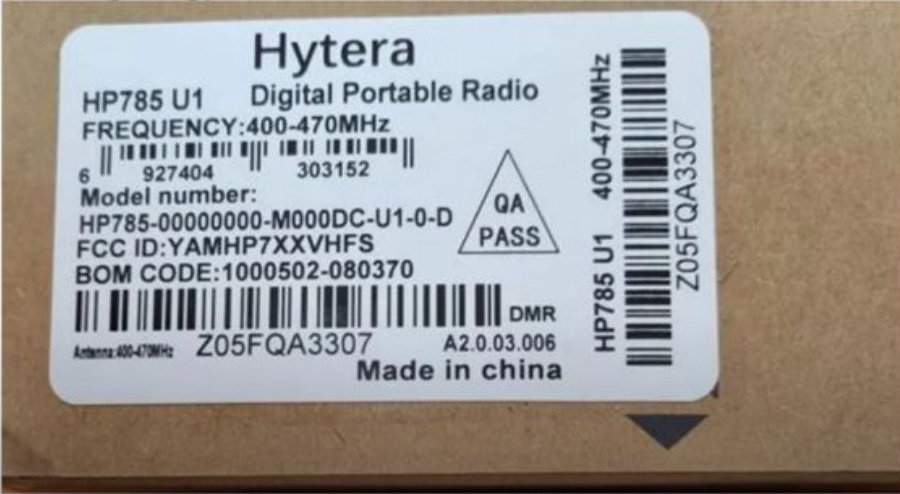 Hytera
HP785 U1 Digital Portable Radio
FREQUENCY:400-470MHz
6 927404 303152
Model number:
HP785-00000000-M000DC-U1-0-D
FCC ID:YAMHP7XXVHFS
BOM CODE:1000502-080370
QA
PASS
DMR
Antenna:400-470MHz Z05FQA3307 A2.0.03.006
Made in china
HP785 U1 400-470MHz
Z05FQA3307